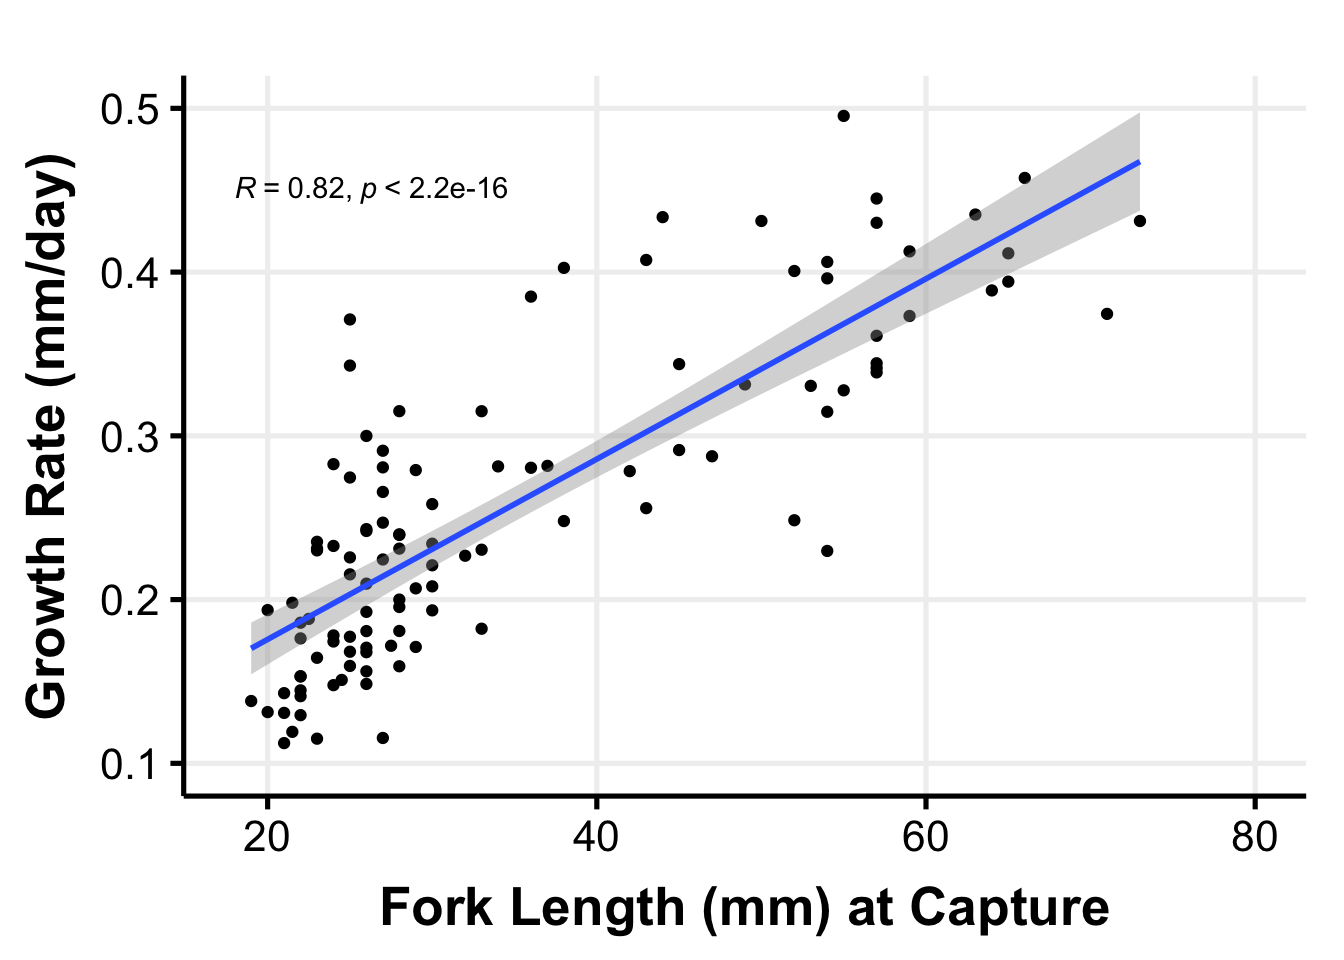 0.5
R = 0.82, p < 2.2e-16
0.4
0.3
0.2
0.1
Growth Rate (mm/day)
20 40 60 80
Fork Length (mm) at Capture